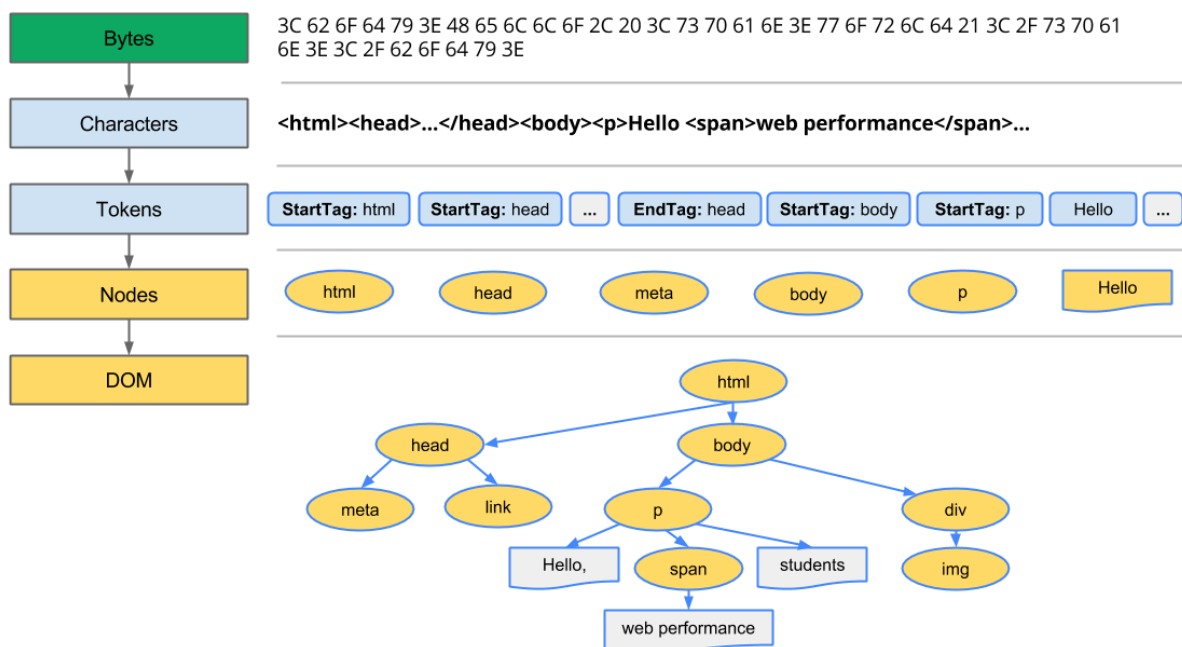 Bytes
3C 62 6F 64 79 3E 48 65 6C 6C 6F 2C 20 3C 73 70 61 6E 3E 77 6F 72 6C 64 21 3C 2F 73 70 61
6E 3E 3C 2F 62 6F 64 79 3E
Characters
<html><head>...</head><body><p>Hello <span>web performance</span>...
Tokens
StartTag: html StartTag: head ... EndTag: head StartTag: body StartTag: p Hello ...
Nodes
html head meta body p Hello
DOM
html
head body
meta link p div
Hello, span students img
web performance